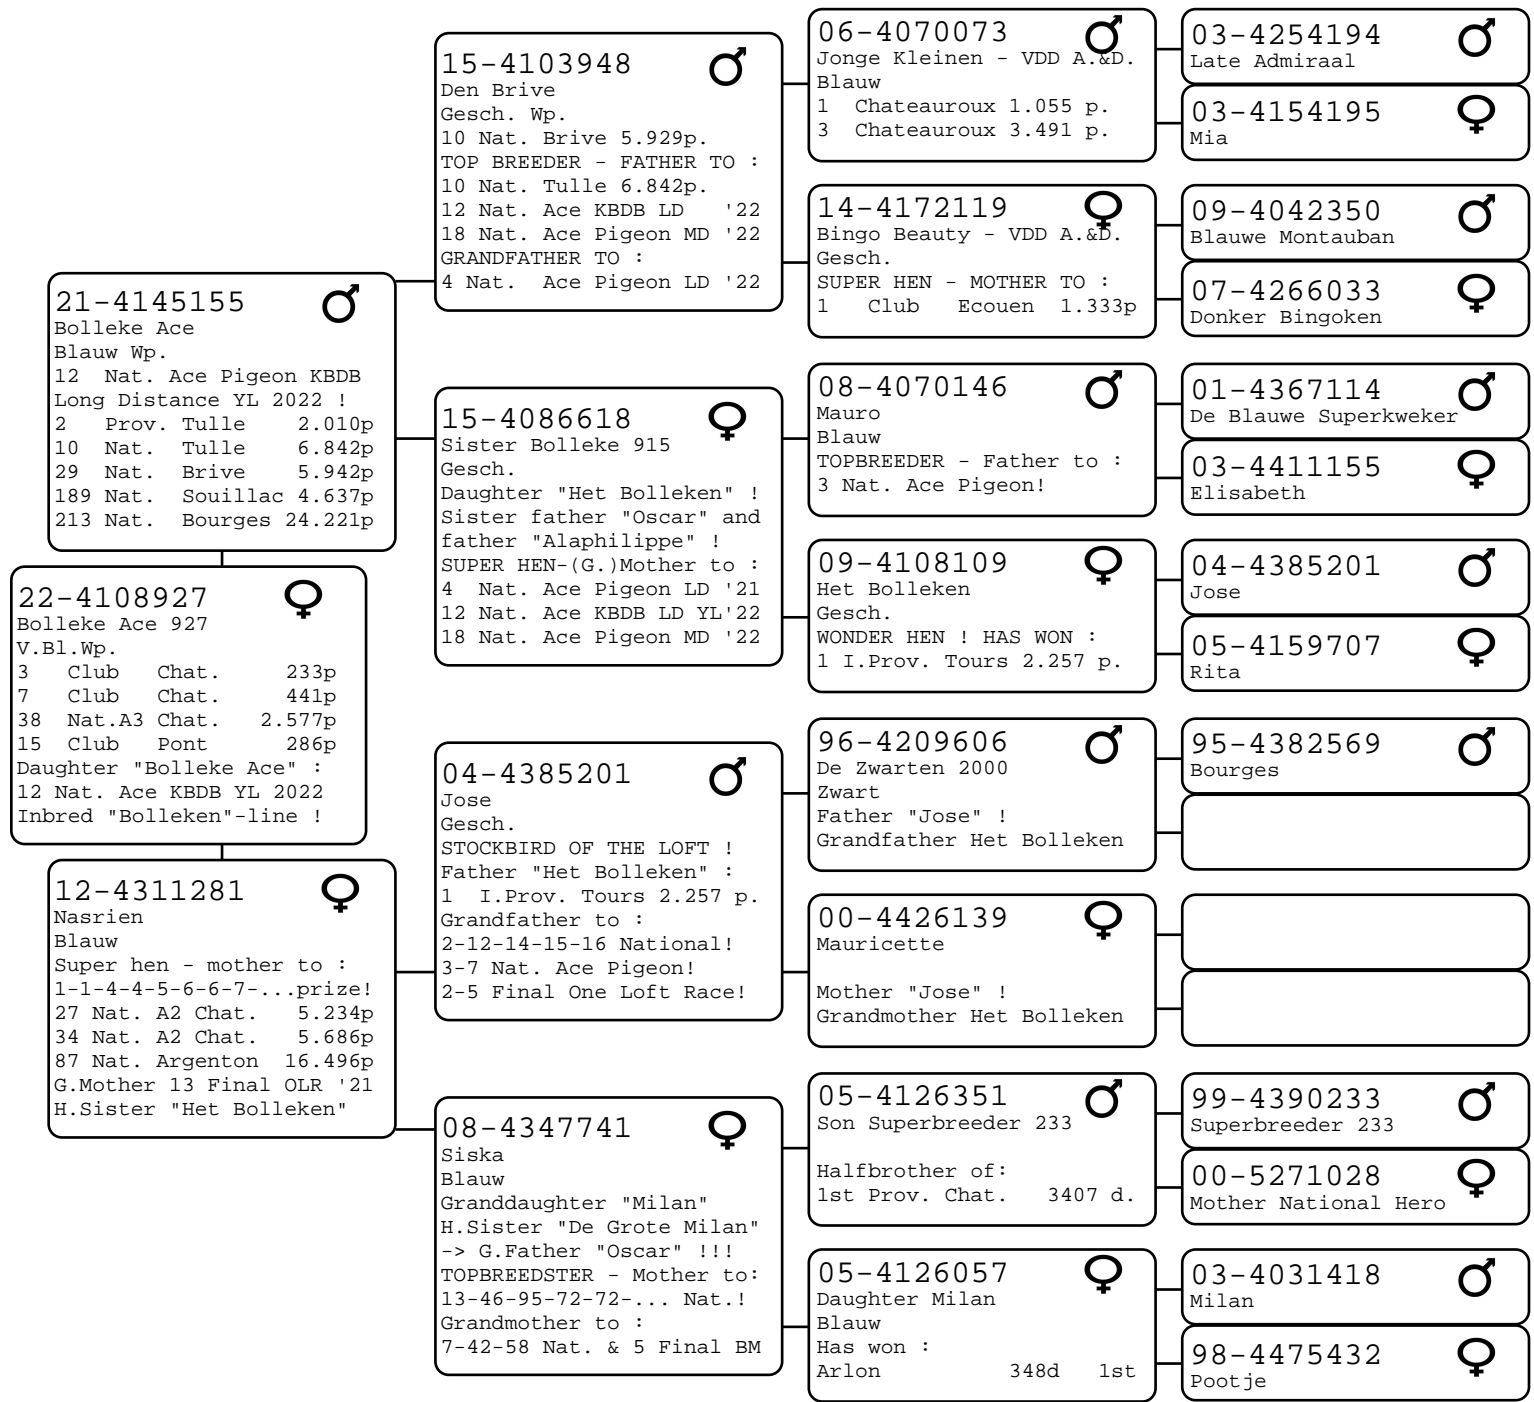 21-4145155
Bolleke Ace
Blauw Wp.
12  Nat. Ace Pigeon KBDB
Long Distance YL 2022 !
2   Prov. Tulle    2.010p
10  Nat.  Tulle    6.842p
29  Nat.  Brive    5.942p
189 Nat.  Souillac 4.637p
213 Nat.  Bourges 24.221p
22-4108927
Bolleke Ace 927
V.Bl.Wp.
3   Club   Chat.    233p
7   Club   Chat.    441p
38  Nat.A3 Chat.  2.577p
15  Club   Pont     286p
Daughter "Bolleke Ace" :
12 Nat. Ace KBDB YL 2022
Inbred "Bolleken"-line !
12-4311281
Nasrien
Blauw
Super hen - mother to :
1-1-4-4-5-6-6-7-...prize!
27 Nat. A2 Chat.   5.234p
34 Nat. A2 Chat.   5.686p
87 Nat. Argenton  16.496p
G.Mother 13 Final OLR '21
H.Sister "Het Bolleken"
15-4103948
Den Brive
Gesch. Wp.
10 Nat. Brive 5.929p.
TOP BREEDER - FATHER TO :
10 Nat. Tulle 6.842p.
12 Nat. Ace KBDB LD   '22
18 Nat. Ace Pigeon MD '22
GRANDFATHER TO :
4 Nat.  Ace Pigeon LD '22
15-4086618
Sister Bolleke 915
Gesch.
Daughter "Het Bolleken" !
Sister father "Oscar" and
father "Alaphilippe" !
SUPER HEN-(G.)Mother to :
4  Nat. Ace Pigeon LD '21
12 Nat. Ace KBDB LD YL'22
18 Nat. Ace Pigeon MD '22
04-4385201
Jose
Gesch.
STOCKBIRD OF THE LOFT !
Father "Het Bolleken" :
1  I.Prov. Tours 2.257 p.
Grandfather to :
2-12-14-15-16 National!
3-7 Nat. Ace Pigeon!
2-5 Final One Loft Race!
08-4347741
Siska
Blauw
Granddaughter "Milan"
H.Sister "De Grote Milan"
-> G.Father "Oscar" !!!
TOPBREEDSTER - Mother to:
13-46-95-72-72-... Nat.!
Grandmother to :
7-42-58 Nat. & 5 Final BM
06-4070073
Jonge Kleinen - VDD A.&D.
Blauw
1  Chateauroux 1.055 p.
3  Chateauroux 3.491 p.
14-4172119
Bingo Beauty - VDD A.&D.
Gesch.
SUPER HEN - MOTHER TO :
1   Club   Ecouen  1.333p
08-4070146
Mauro
Blauw
TOPBREEDER - Father to :
3 Nat. Ace Pigeon!
09-4108109
Het Bolleken
Gesch.
WONDER HEN ! HAS WON :
1 I.Prov. Tours 2.257 p.
96-4209606
De Zwarten 2000
Zwart
Father "Jose" !
Grandfather Het Bolleken
00-4426139
Mauricette
Mother "Jose" !
Grandmother Het Bolleken
05-4126351
Son Superbreeder 233
Halfbrother of:
1st Prov. Chat.   3407 d.
05-4126057
Daughter Milan
Blauw
Has won :
Arlon        348d   1st
03-4254194
Late Admiraal
03-4154195
Mia
09-4042350
Blauwe Montauban
07-4266033
Donker Bingoken
01-4367114
De Blauwe Superkweker
03-4411155
Elisabeth
04-4385201
Jose
05-4159707
Rita
95-4382569
Bourges
99-4390233
Superbreeder 233
00-5271028
Mother National Hero
03-4031418
Milan
98-4475432
Pootje